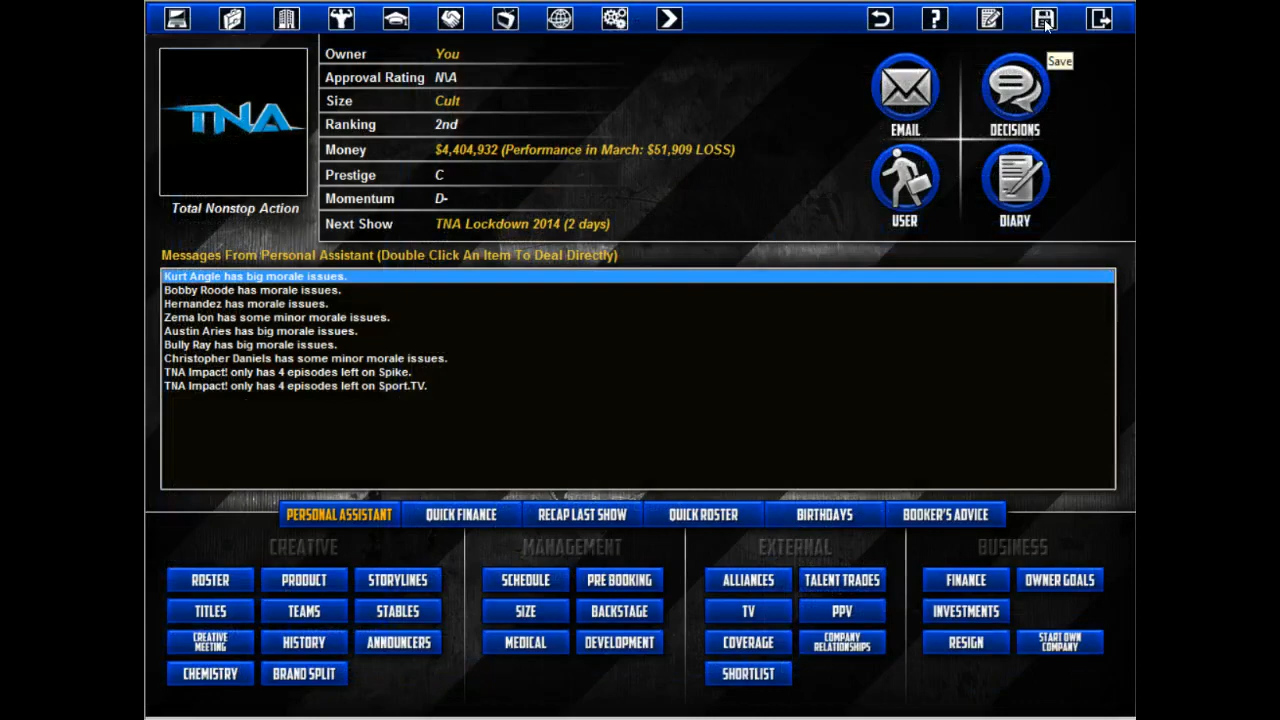 Save
TNA
Total Nonstop Action
Owner You
Approval Rating N\A
Size Cult
Ranking 2nd
Money $4,404,932 (Performance in March: $51,909 LOSS)
Prestige C
Momentum D-
Next Show TNA Lockdown 2014 (2 days)
EMAIL DECISIONS
USER DIARY
Messages From Personal Assistant (Double Click An Item To Deal Directly)
Kurt Angle has big morale issues.
Bobby Roode has morale issues.
Hernandez has morale issues.
Zema Ion has some minor morale issues.
Austin Aries has big morale issues.
Bully Ray has big morale issues.
Christopher Daniels has some minor morale issues.
TNA Impact! only has 4 episodes left on Spike.
TNA Impact! only has 4 episodes left on Sport.TV.
PERSONAL ASSISTANT QUICK FINANCE RECAP LAST SHOW QUICK ROSTER BIRTHDAYS BOOKER'S ADVICE
CREATIVE MANAGEMENT EXTERNAL BUSINESS
ROSTER PRODUCT STORYLINES SCHEDULE PRE BOOKING ALLIANCES TALENT TRADES FINANCE OWNER GOALS
TITLES TEAMS STABLES SIZE BACKSTAGE TV PPV INVESTMENTS
CREATIVE MEETING HISTORY ANNOUNCERS MEDICAL DEVELOPMENT COVERAGE COMPANY RELATIONSHIPS RESIGN START OWN COMPANY
CHEMISTRY BRAND SPLIT SHORTLIST